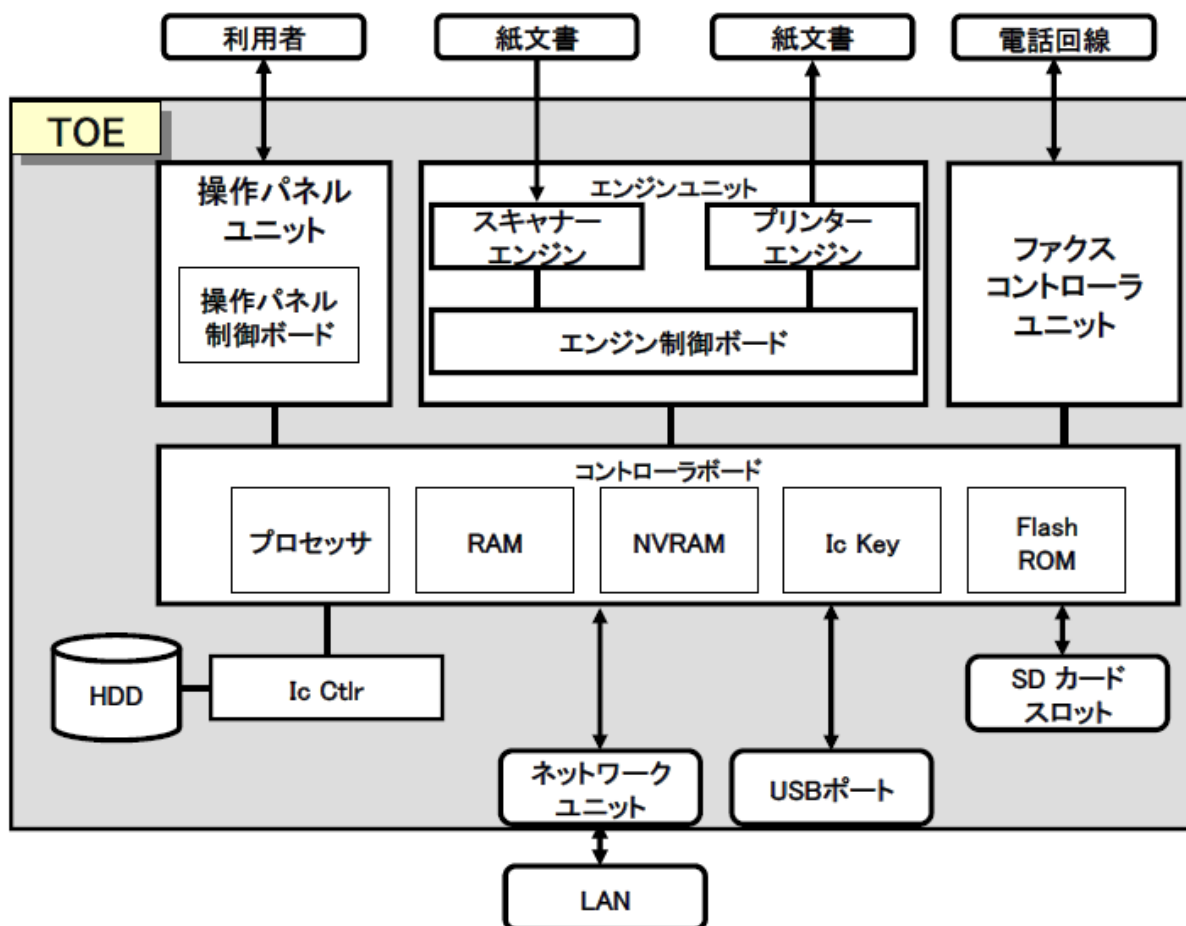 利用者
紙文書
紙文書
電話回線
TOE
操作パネル
ユニット
操作パネル
制御ボード
エンジンユニット
スキャナー
エンジン
プリンター
エンジン
エンジン制御ボード
ファクス
コントローラ
ユニット
コントローラボード
プロセッサ
RAM
NVRAM
Ic Key
Flash
ROM
HDD
Ic Ctlr
SD カード
スロット
ネットワーク
ユニット
USBポート
LAN